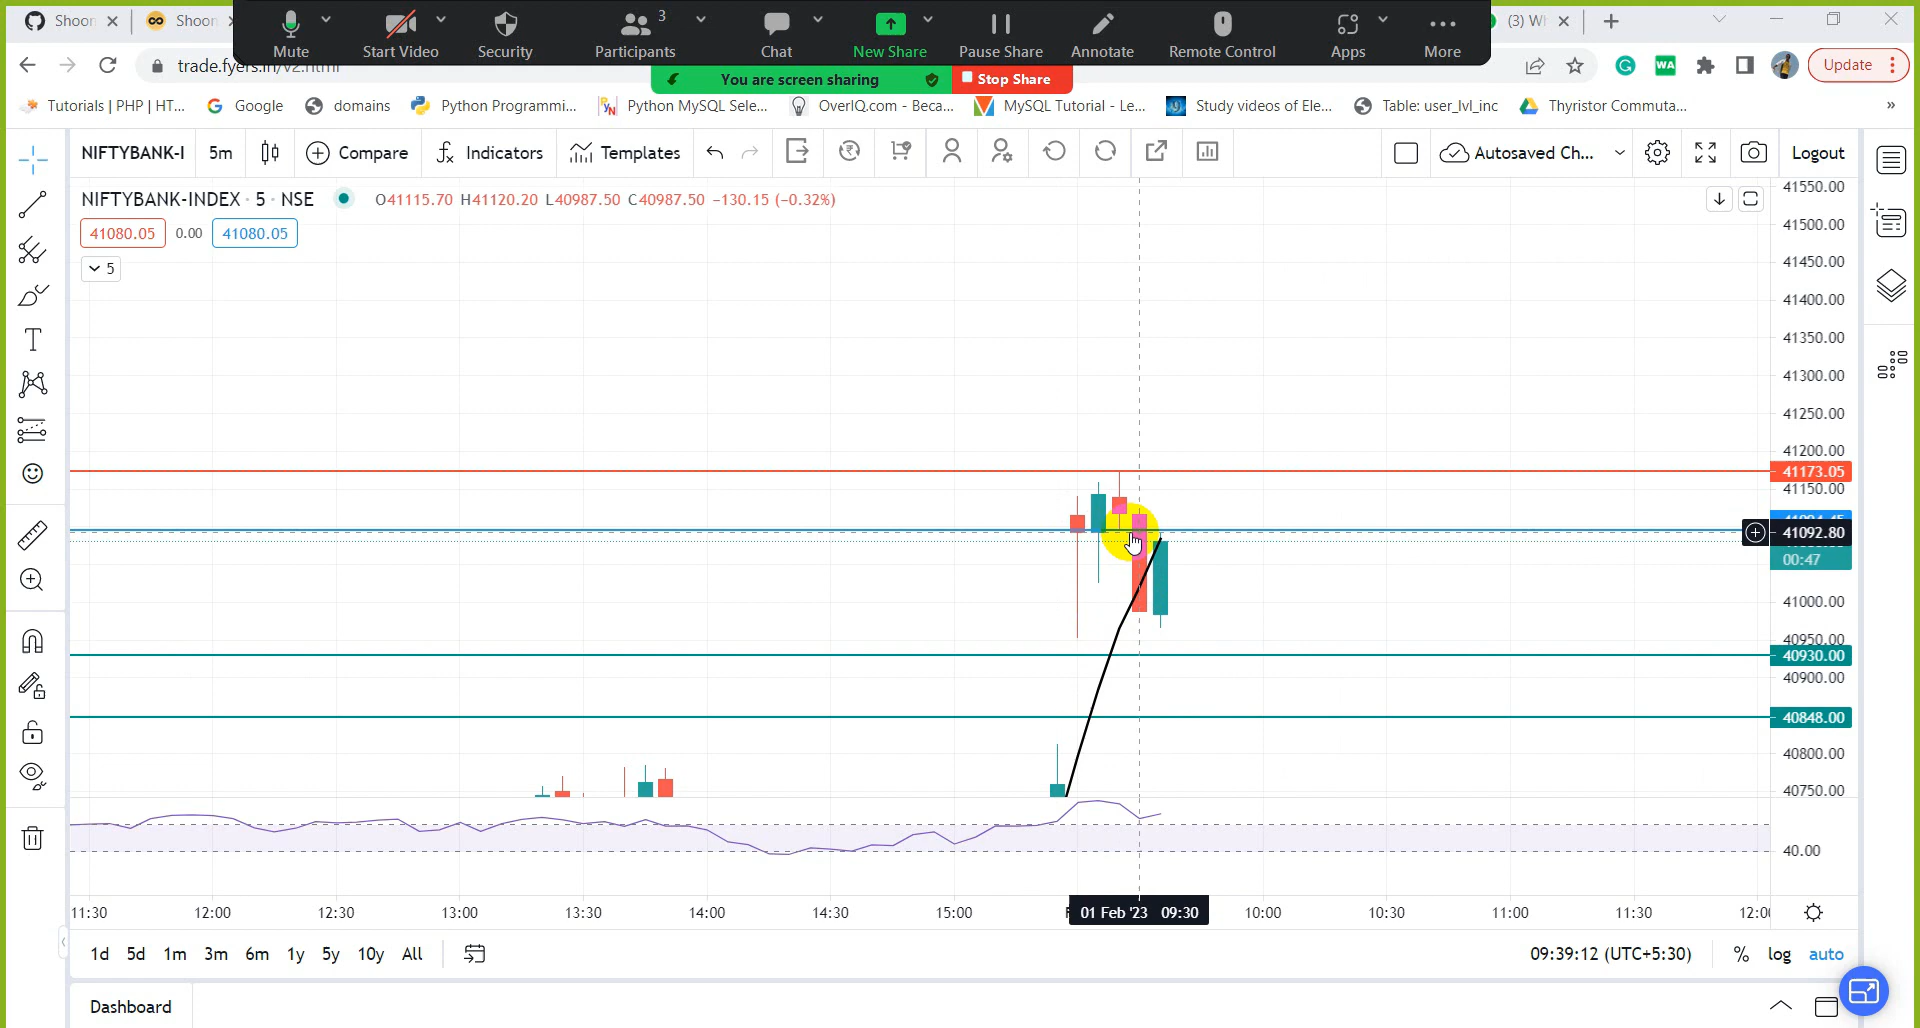 Shoon Shoon (3) Wh
Mute Start Video Security Participants 3 Chat New Share Pause Share Annotate Remote Control Apps More
You are screen sharing Stop Share
trade.fyers.in/v2.html Update
Tutorials | PHP | HT... Google domains Python Programmi... Python MySQL Sele... OverIQ.com - Beca... MySQL Tutorial - Le... Study videos of Ele... Table: user_lvl_inc Thyristor Commuta... »
NIFTYBANK-I 5m Compare Indicators Templates Autosaved Ch... Logout
NIFTYBANK-INDEX · 5 · NSE O41115.70 H41120.20 L40987.50 C40987.50 −130.15 (−0.32%)
41080.05 0.00 41080.05
5
41550.00
41500.00
41450.00
41400.00
41350.00
41300.00
41250.00
41200.00
41173.05
41150.00
41092.80
00:47
41000.00
40950.00
40930.00
40900.00
40848.00
40800.00
40750.00
40.00
11:30 12:00 12:30 13:00 13:30 14:00 14:30 15:00 01 Feb '23 09:30 10:00 10:30 11:00 11:30 12:0
1d 5d 1m 3m 6m 1y 5y 10y All 09:39:12 (UTC+5:30) % log auto
Dashboard